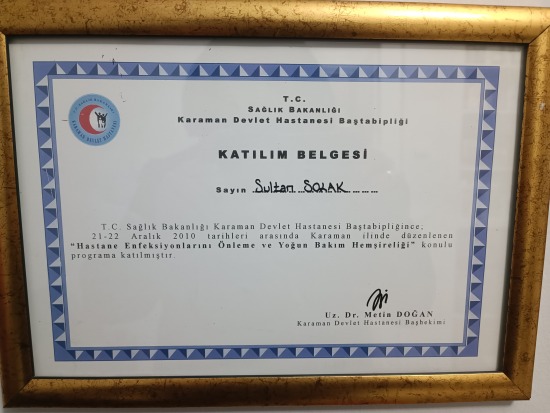 T.C.
SAĞLIK BAKANLIĞI
Karaman Devlet Hastanesi Baştabipliği
KATILIM BELGESİ
Sayın Sultan SOLAK
T.C. Sağlık Bakanlığı Karaman Devlet Hastanesi Baştabipliğince;
21-22 Aralık 2010 tarihleri arasında Karaman ilinde düzenlenen
“Hastane Enfeksiyonlarını Önleme ve Yoğun Bakım Hemşireliği” konulu
programa katılmıştır.
Uz. Dr. Metin DOĞAN
Karaman Devlet Hastanesi Başhekimi